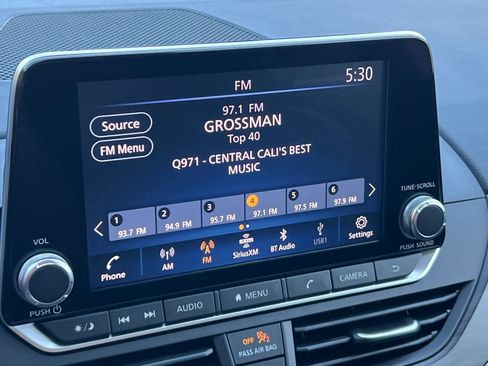 FM
5:30
97.1 FM
Source
GROSSMAN
Top 40
FM Menu
Q971 - CENTRAL CALI'S BEST
MUSIC
1 2 3 4 5 6
93.7 FM 94.9 FM 95.7 FM 97.1 FM 97.5 FM 97.9 FM
Phone
AM
FM
sxm
SiriusXM
BT Audio
USB1
Settings
VOL
PUSH
TUNE-SCROLL
PUSH SOUND
AUDIO
MENU
CAMERA
OFF
PASS AIR BAG